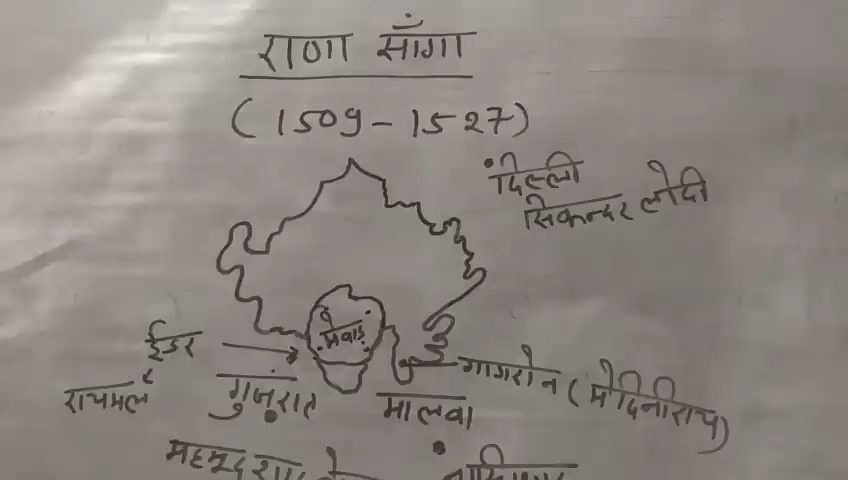 राणा साँगा
(1509-1527)
दिल्ली
सिकन्दर लोदी
मेवाड़
ईडर
रायमल
गुजरात
मालवा
गागरोन (मेदिनीराय)